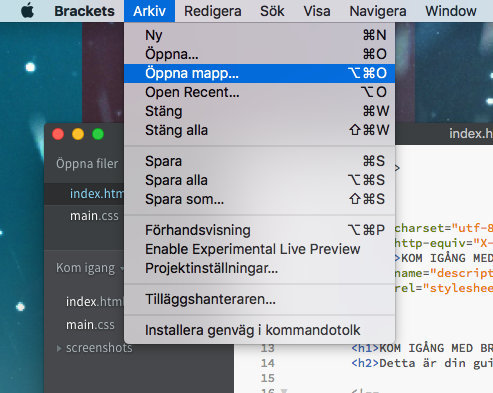 Brackets Arkiv Redigera Sök Visa Navigera Window
Ny ⌘N
Öppna... ⌘O
Öppna mapp... ⌥⌘O
Open Recent... ⌥O
Stäng ⌘W
Stäng alla ⇧⌘W
Spara ⌘S
Spara alla ⌥⌘S
Spara som... ⇧⌘S
Förhandsvisning ⌥⌘P
Enable Experimental Live Preview
Projektinställningar...
Tilläggshanteraren...
Installera genväg i kommandotolk
Öppna filer
index.html
main.css
Kom igang
index.html
main.css
screenshots
index.h
>
charset="utf-8
http-equiv="X-
>KOM IGÅNG MED
name="descript
rel="styleshee
13 <h1>KOM IGÅNG MED BR
14 <h2>Detta är din gui
15
16 <!--